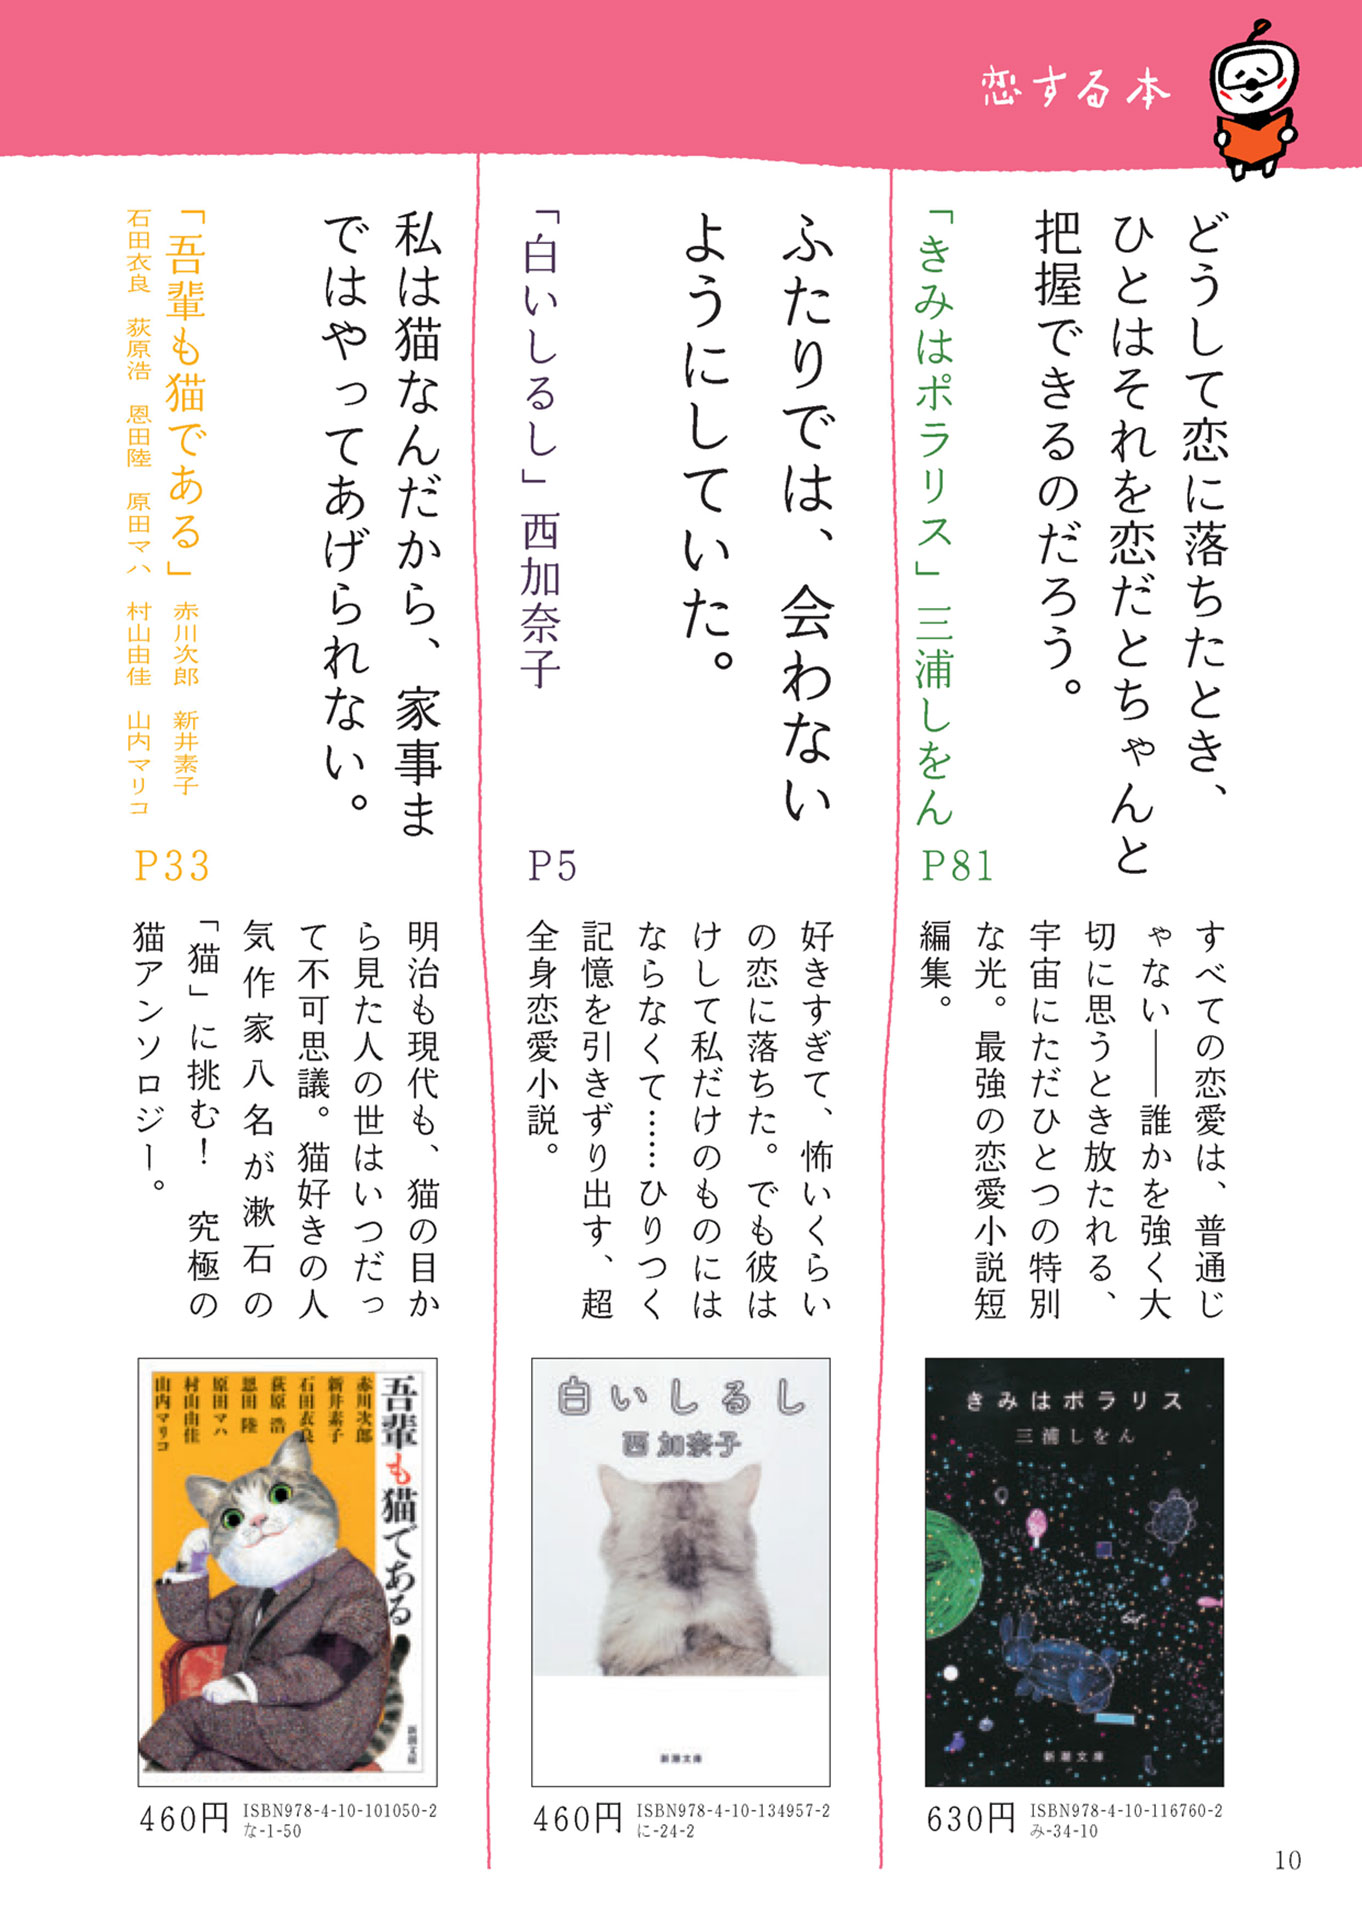 恋する本
どうして恋に落ちたとき、
ひとはそれを恋だとちゃんと
把握できるのだろう。
「きみはポラリス」三浦しをん
P81
すべての恋愛は、普通じ
ゃない――誰かを強く大
切に思うとき放たれる、
宇宙にただひとつの特別
な光。最強の恋愛小説短
編集。
きみはポラリス
三浦しをん
新潮文庫
630円
ISBN978-4-10-116760-2
み-34-10
ふたりでは、会わない
ようにしていた。
「白いしるし」西加奈子
P5
好きすぎて、怖いくらい
の恋に落ちた。でも彼は
けして私だけのものには
ならなくて……ひりつく
記憶を引きずり出す、超
全身恋愛小説。
白いしるし
西加奈子
新潮文庫
460円
ISBN978-4-10-134957-2
に-24-2
私は猫なんだから、家事ま
ではやってあげられない。
「吾輩も猫である」赤川次郎　新井素子
石田衣良　荻原浩　恩田陸　原田マハ　村山由佳　山内マリコ
P33
明治も現代も、猫の目か
ら見た人の世はいつだっ
て不可思議。猫好きの人
気作家八名が漱石の
「猫」に挑む！　究極の
猫アンソロジー。
吾輩も猫である
赤川次郎
新井素子
石田衣良
荻原浩
恩田陸
原田マハ
村山由佳
山内マリコ
新潮文庫
460円
ISBN978-4-10-101050-2
な-1-50
10